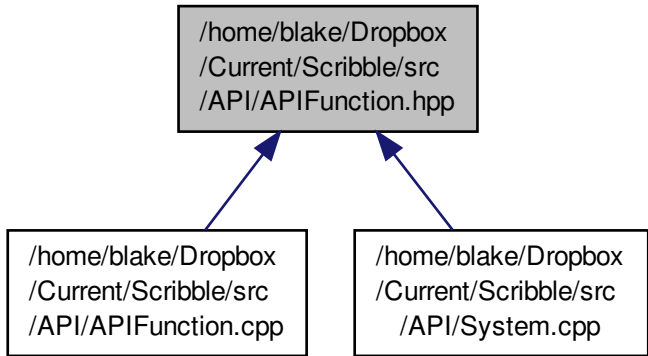 /home/blake/Dropbox
/Current/Scribble/src
/API/APIFunction.hpp
/home/blake/Dropbox
/Current/Scribble/src
/API/APIFunction.cpp
/home/blake/Dropbox
/Current/Scribble/src
/API/System.cpp